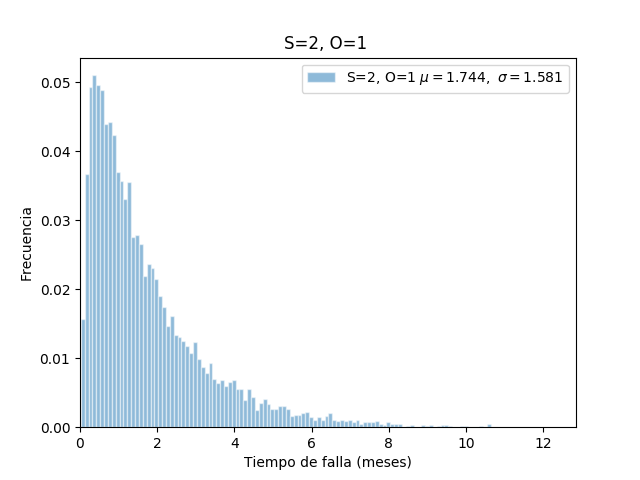 S=2, O=1
S=2, O=1 μ = 1.744, σ = 1.581
0.05
0.04
0.03
0.02
0.01
0.00
Frecuencia
0 2 4 6 8 10 12
Tiempo de falla (meses)